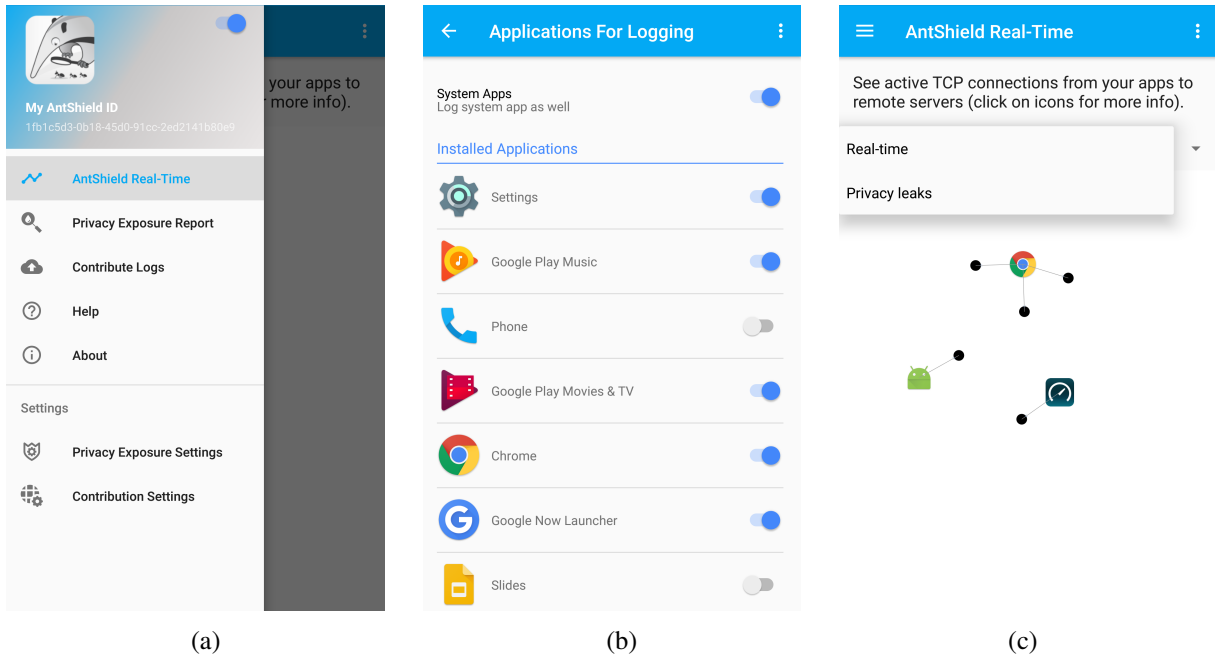 your apps to
r more info).
My AntShield ID
1fb1c5d3-0b18-45d0-91cc-2ed2141b80e9
AntShield Real-Time
Privacy Exposure Report
Contribute Logs
Help
About
Settings
Privacy Exposure Settings
Contribution Settings
(a)
Applications For Logging
System Apps
Log system app as well
Installed Applications
Settings
Google Play Music
Phone
Google Play Movies & TV
Chrome
Google Now Launcher
Slides
(b)
AntShield Real-Time
See active TCP connections from your apps to
remote servers (click on icons for more info).
Real-time
Privacy leaks
(c)